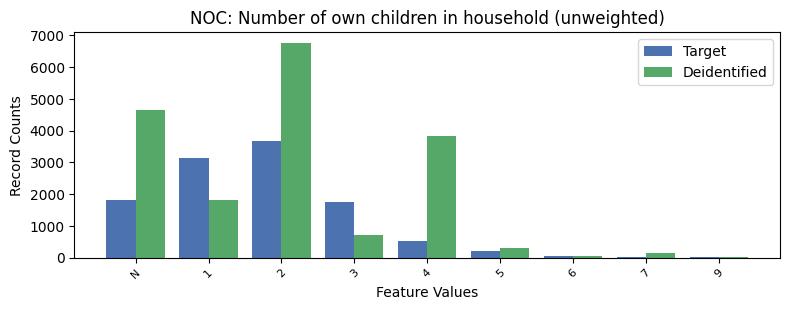 NOC: Number of own children in household (unweighted)
Target
Deidentified
Record Counts
7000
6000
5000
4000
3000
2000
1000
0
N 1 2 3 4 5 6 7 9
Feature Values